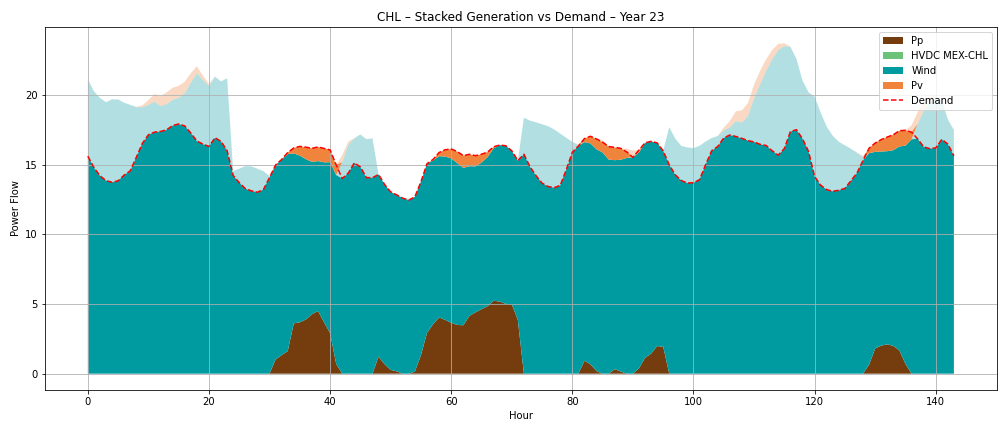 CHL – Stacked Generation vs Demand – Year 23
Pp
HVDC MEX-CHL
Wind
Pv
Demand
Power Flow
20
15
10
5
0
0
20
40
60
80
100
120
140
Hour